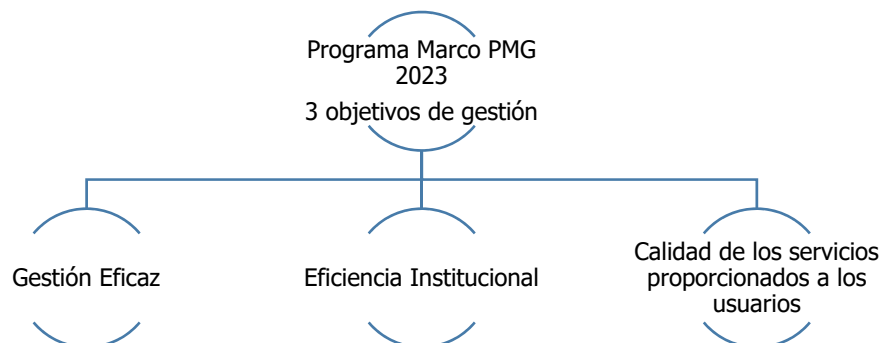 Programa Marco PMG
2023
3 objetivos de gestión
Gestión Eficaz
Eficiencia Institucional
Calidad de los servicios
proporcionados a los
usuarios